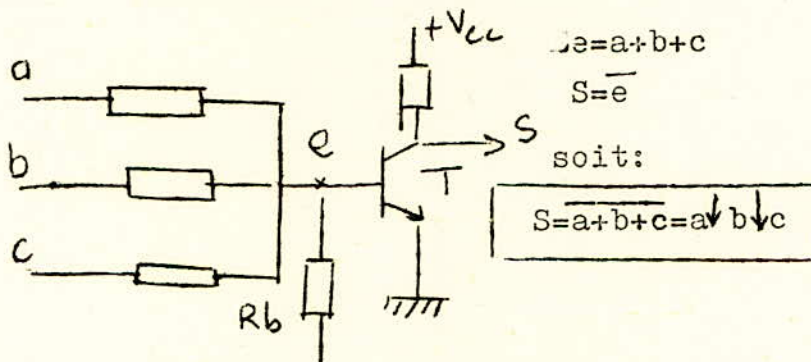 +Vcc
a
b
c
e
S
T
Rb
e=a+b+c
S=e̅
soit:
S=a̅+̅b̅+̅c̅=a↓b↓c